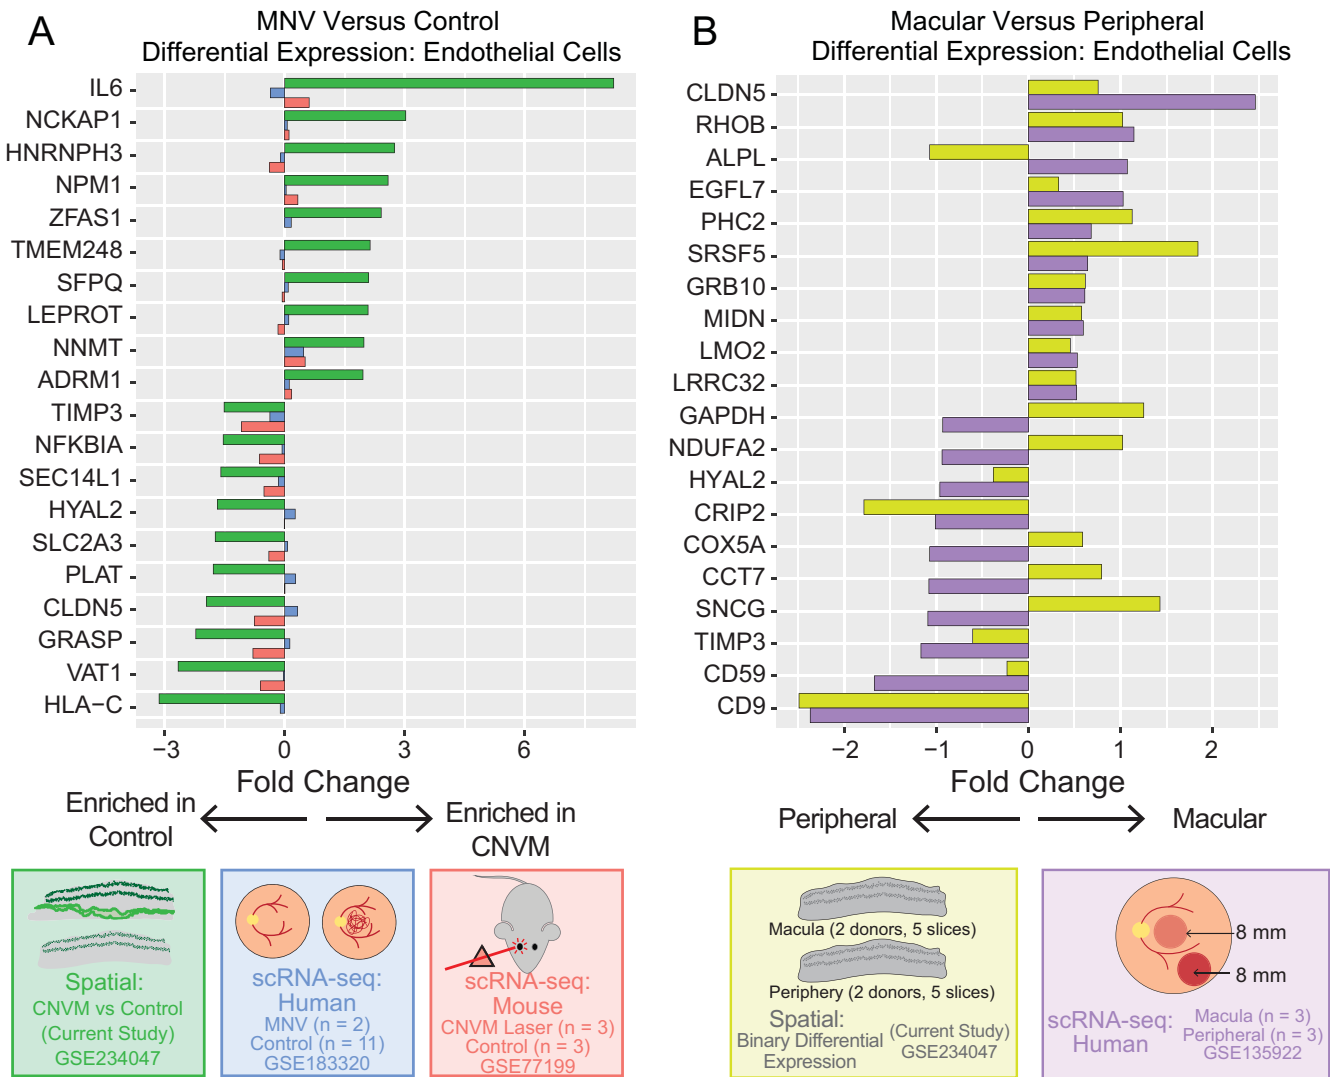 A
MNV Versus Control
Differential Expression: Endothelial Cells
IL6
NCKAP1
HNRNPH3
NPM1
ZFAS1
TMEM248
SFPQ
LEPROT
NNMT
ADRM1
TIMP3
NFKBIA
SEC14L1
HYAL2
SLC2A3
PLAT
CLDN5
GRASP
VAT1
HLA−C
−3 0 3 6
Fold Change
Enriched in
Control
Enriched in
CNVM
Spatial:
CNVM vs Control
(Current Study)
GSE234047
scRNA-seq:
Human
MNV (n = 2)
Control (n = 11)
GSE183320
scRNA-seq:
Mouse
CNVM Laser (n = 3)
Control (n = 3)
GSE77199
B
Macular Versus Peripheral
Differential Expression: Endothelial Cells
CLDN5
RHOB
ALPL
EGFL7
PHC2
SRSF5
GRB10
MIDN
LMO2
LRRC32
GAPDH
NDUFA2
HYAL2
CRIP2
COX5A
CCT7
SNCG
TIMP3
CD59
CD9
−2 −1 0 1 2
Fold Change
Peripheral
Macular
Macula (2 donors, 5 slices)
Periphery (2 donors, 5 slices)
Spatial:
Binary Differential
Expression
(Current Study)
GSE234047
8 mm
8 mm
scRNA-seq:
Human
Macula (n = 3)
Peripheral (n = 3)
GSE135922